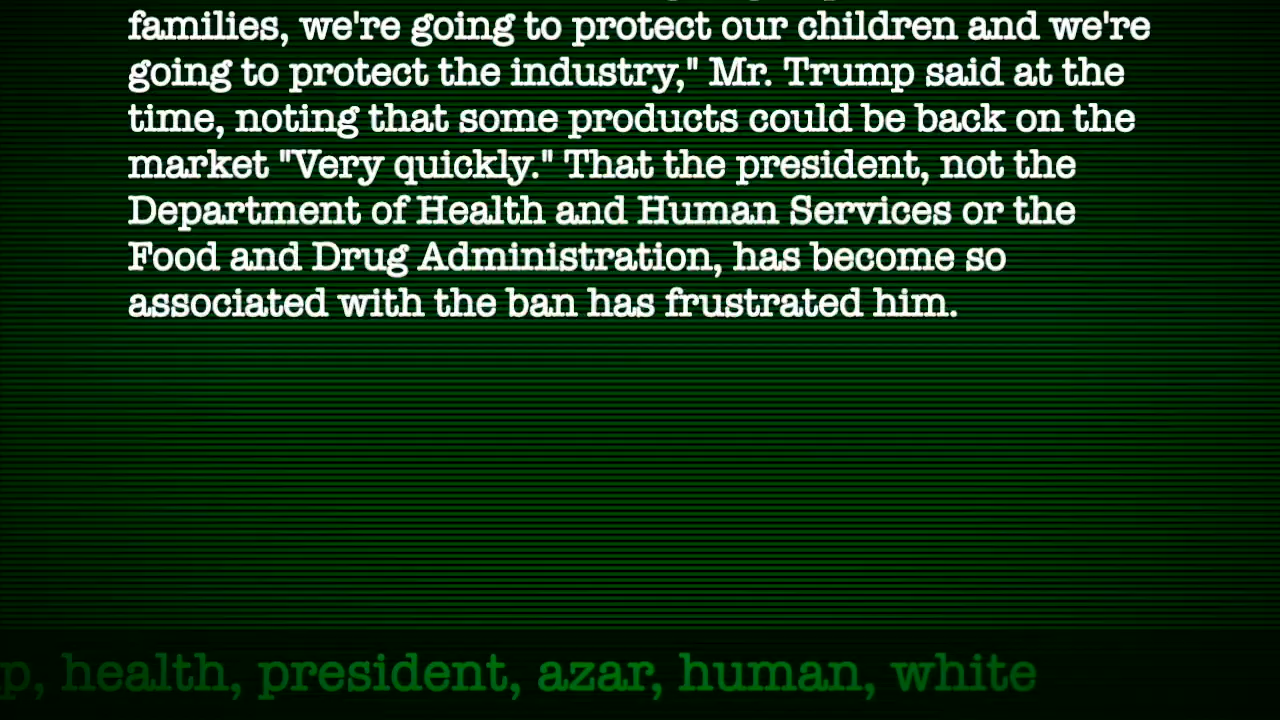 families, we're going to protect our children and we're
going to protect the industry," Mr. Trump said at the
time, noting that some products could be back on the
market "Very quickly." That the president, not the
Department of Health and Human Services or the
Food and Drug Administration, has become so
associated with the ban has frustrated him.
p, health, president, azar, human, white